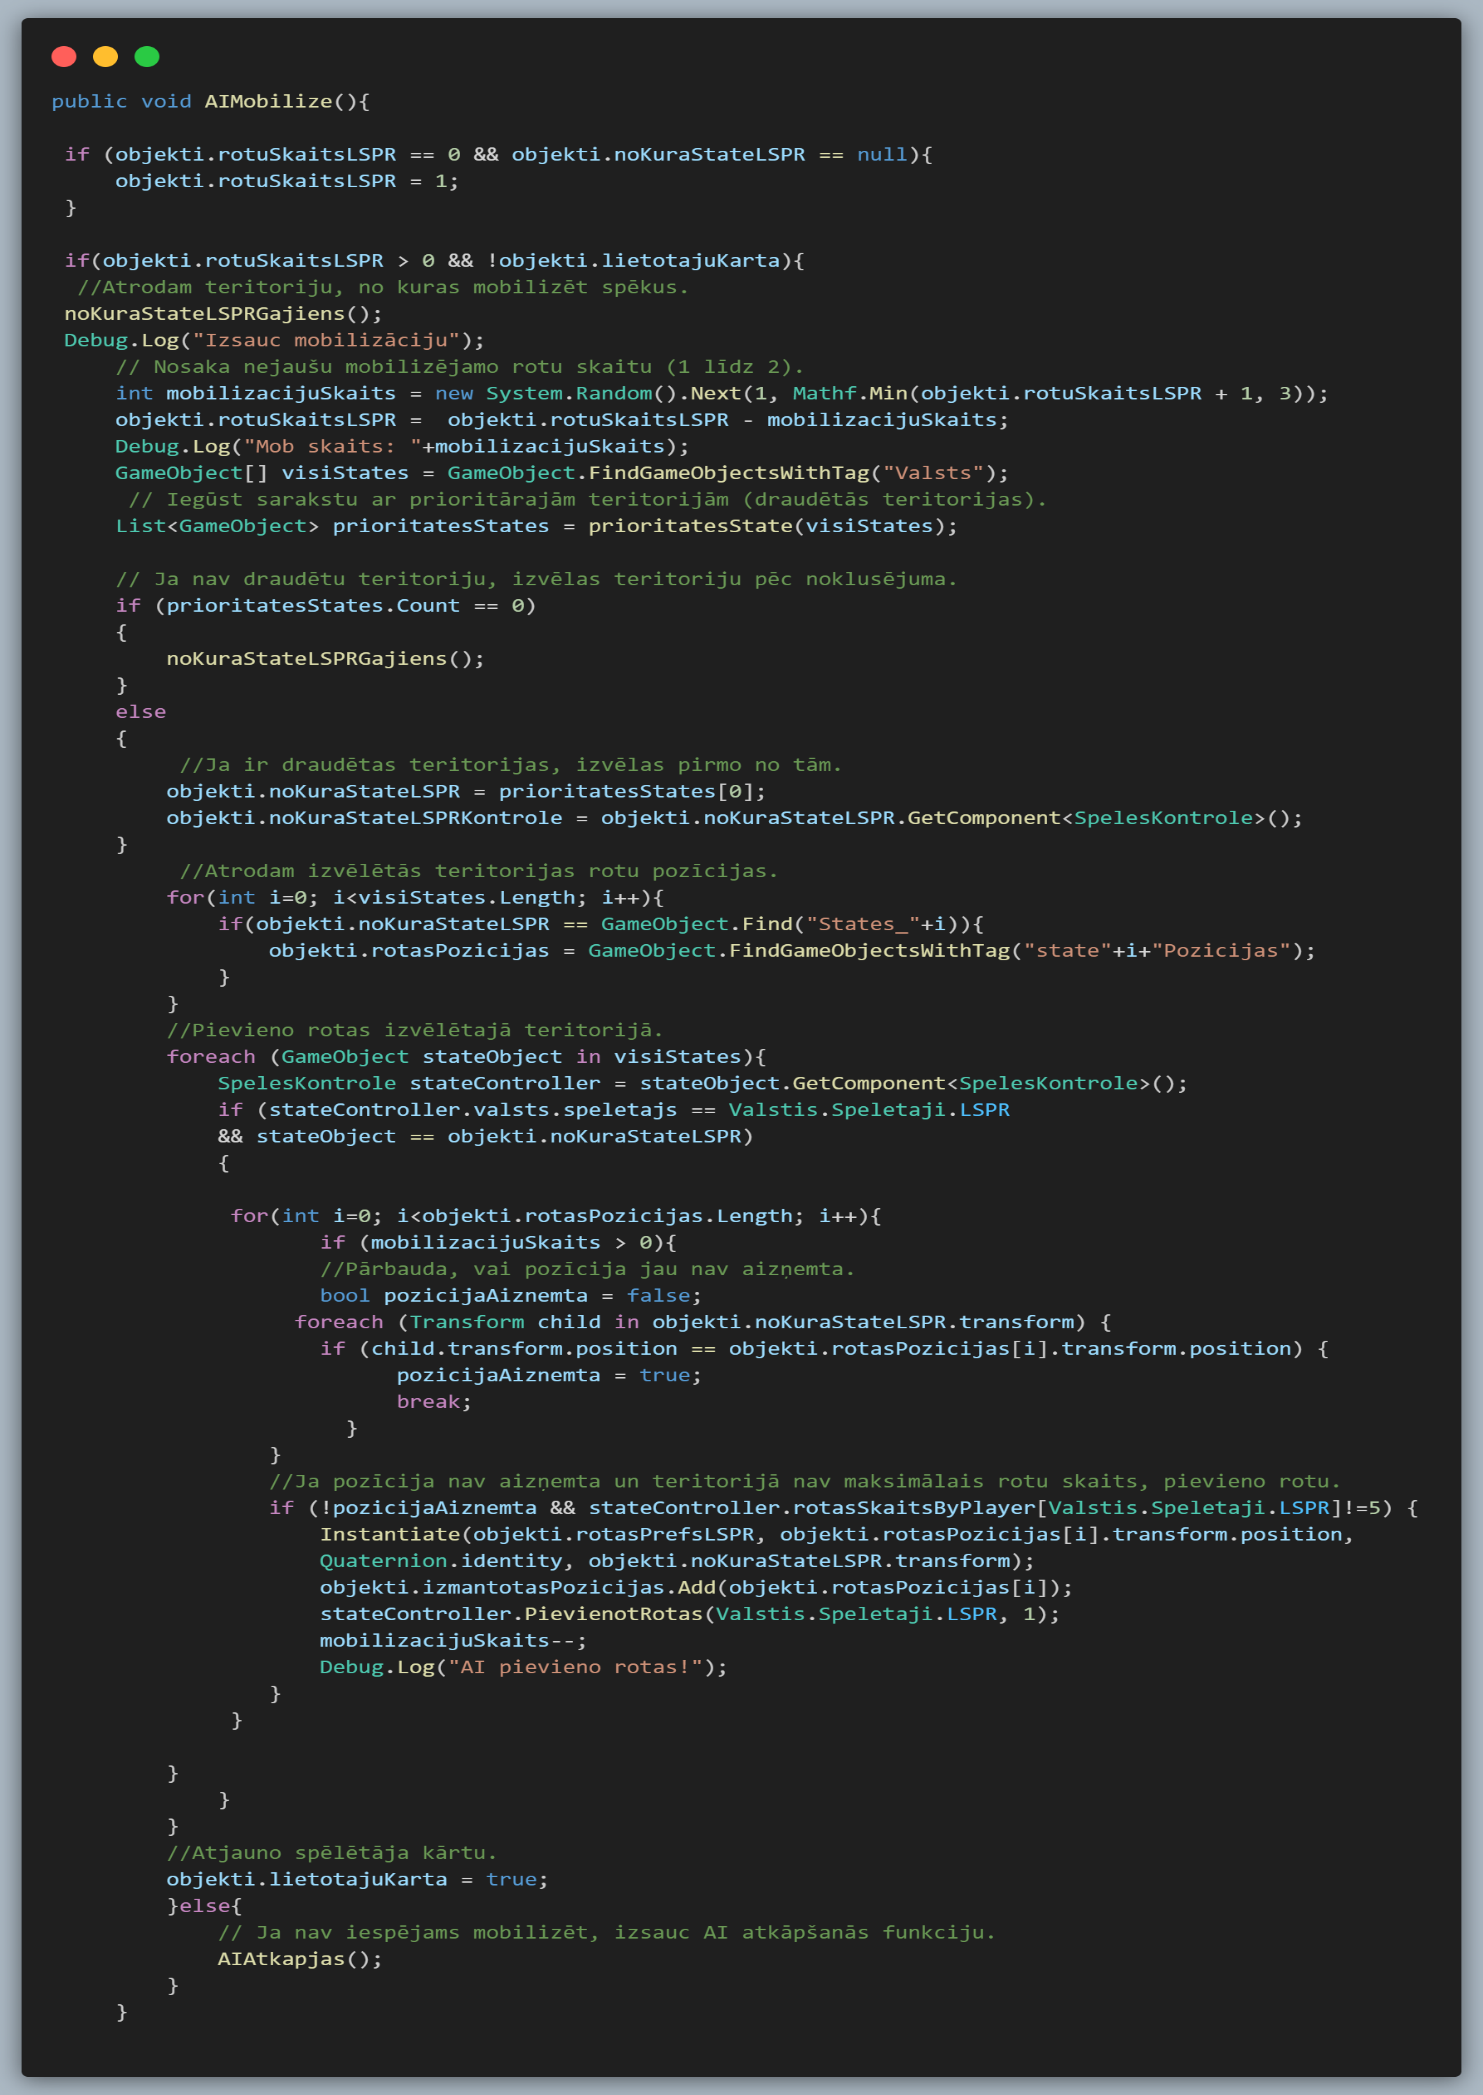 public void AIMobilize(){
if (objekti.rotuSkaitsLSPR == 0 && objekti.noKuraStateLSPR == null){
objekti.rotuSkaitsLSPR = 1;
}
if(objekti.rotuSkaitsLSPR > 0 && !objekti.lietotajuKarta){
//Atrodam teritoriju, no kuras mobilizēt spēkus.
noKuraStateLSPRGajiens();
Debug.Log("Izsauc mobilizāciju");
// Nosaka nejaušu mobilizējamo rotu skaitu (1 līdz 2).
int mobilizacijuSkaits = new System.Random().Next(1, Mathf.Min(objekti.rotuSkaitsLSPR + 1, 3));
objekti.rotuSkaitsLSPR =  objekti.rotuSkaitsLSPR - mobilizacijuSkaits;
Debug.Log("Mob skaits: "+mobilizacijuSkaits);
GameObject[] visiStates = GameObject.FindGameObjectsWithTag("Valsts");
// Iegūst sarakstu ar prioritārajām teritorijām (draudētās teritorijas).
List<GameObject> prioritatesStates = prioritatesState(visiStates);
// Ja nav draudētu teritoriju, izvēlas teritoriju pēc noklusējuma.
if (prioritatesStates.Count == 0)
{
noKuraStateLSPRGajiens();
}
else
{
//Ja ir draudētas teritorijas, izvēlas pirmo no tām.
objekti.noKuraStateLSPR = prioritatesStates[0];
objekti.noKuraStateLSPRKontrole = objekti.noKuraStateLSPR.GetComponent<SpelesKontrole>();
}
//Atrodam izvēlētās teritorijas rotu pozīcijas.
for(int i=0; i<visiStates.Length; i++){
if(objekti.noKuraStateLSPR == GameObject.Find("States_"+i)){
objekti.rotasPozicijas = GameObject.FindGameObjectsWithTag("state"+i+"Pozicijas");
}
}
//Pievieno rotas izvēlētajā teritorijā.
foreach (GameObject stateObject in visiStates){
SpelesKontrole stateController = stateObject.GetComponent<SpelesKontrole>();
if (stateController.valsts.speletajs == Valstis.Speletaji.LSPR
&& stateObject == objekti.noKuraStateLSPR)
{
for(int i=0; i<objekti.rotasPozicijas.Length; i++){
if (mobilizacijuSkaits > 0){
//Pārbauda, vai pozīcija jau nav aizņemta.
bool pozicijaAiznemta = false;
foreach (Transform child in objekti.noKuraStateLSPR.transform) {
if (child.transform.position == objekti.rotasPozicijas[i].transform.position) {
pozicijaAiznemta = true;
break;
}
}
//Ja pozīcija nav aizņemta un teritorijā nav maksimālais rotu skaits, pievieno rotu.
if (!pozicijaAiznemta && stateController.rotasSkaitsByPlayer[Valstis.Speletaji.LSPR]!=5) {
Instantiate(objekti.rotasPrefsLSPR, objekti.rotasPozicijas[i].transform.position,
Quaternion.identity, objekti.noKuraStateLSPR.transform);
objekti.izmantotasPozicijas.Add(objekti.rotasPozicijas[i]);
stateController.PievienotRotas(Valstis.Speletaji.LSPR, 1);
mobilizacijuSkaits--;
Debug.Log("AI pievieno rotas!");
}
}
}
}
}
//Atjauno spēlētāja kārtu.
objekti.lietotajuKarta = true;
}else{
// Ja nav iespējams mobilizēt, izsauc AI atkāpšanās funkciju.
AIAtkapjas();
}
}